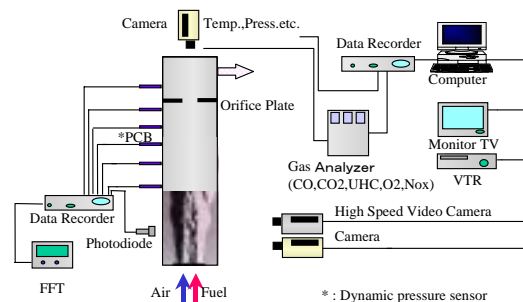 Camera
Temp.,Press.etc.
Data Recorder
Computer
Orifice Plate
*PCB
Monitor TV
Gas Analyzer
(CO,CO2,UHC,O2,Nox)
VTR
Data Recorder
High Speed Video Camera
Photodiode
Camera
FFT
Air
Fuel
* : Dynamic pressure sensor